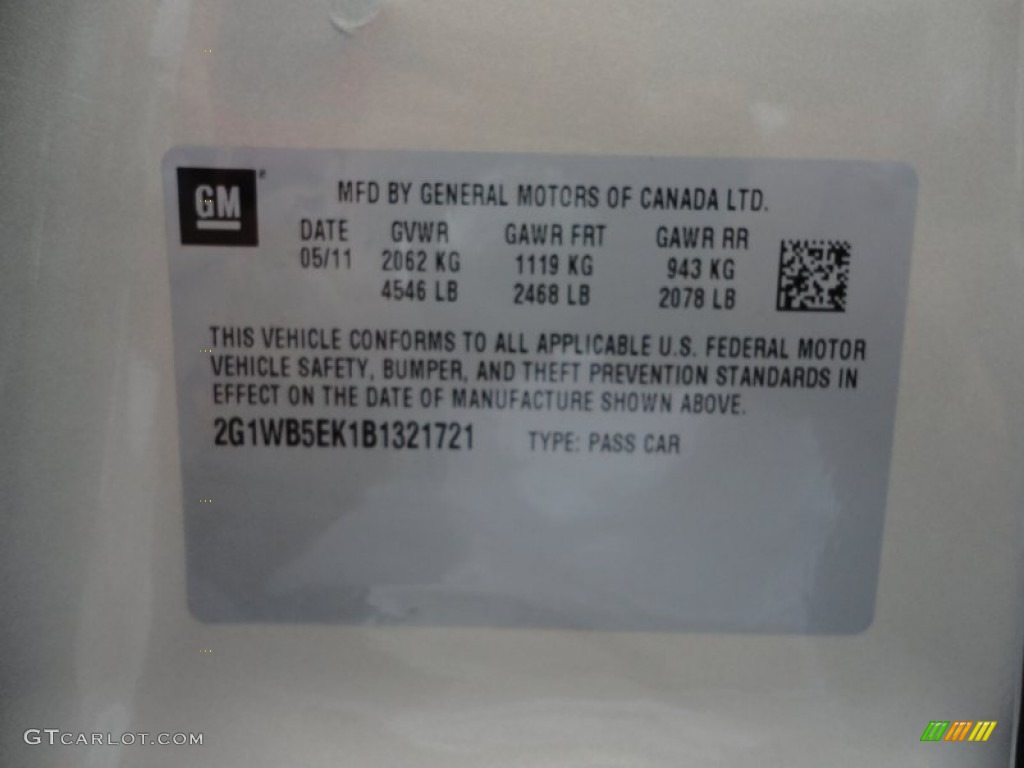 GM
MFD BY GENERAL MOTORS OF CANADA LTD.
DATE GVWR GAWR FRT GAWR RR
05/11 2062 KG 1119 KG 943 KG
4546 LB 2468 LB 2078 LB
THIS VEHICLE CONFORMS TO ALL APPLICABLE U.S. FEDERAL MOTOR
VEHICLE SAFETY, BUMPER, AND THEFT PREVENTION STANDARDS IN
EFFECT ON THE DATE OF MANUFACTURE SHOWN ABOVE.
2G1WB5EK1B1321721 TYPE: PASS CAR
GTCARLOT.COM